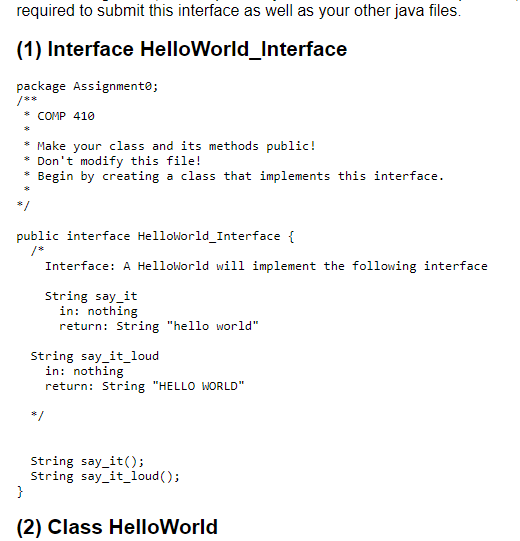 required to submit this interface as well as your other java files.
(1) Interface HelloWorld_Interface
package Assignment0;
/**
 * COMP 410
 *
 * Make your class and its methods public!
 * Don't modify this file!
 * Begin by creating a class that implements this interface.
 *
*/
public interface HelloWorld_Interface {
  /*
    Interface: A HelloWorld will implement the following interface
    String say_it
      in: nothing
      return: String "hello world"
  String say_it_loud
    in: nothing
    return: String "HELLO WORLD"
  */
  String say_it();
  String say_it_loud();
}
(2) Class HelloWorld